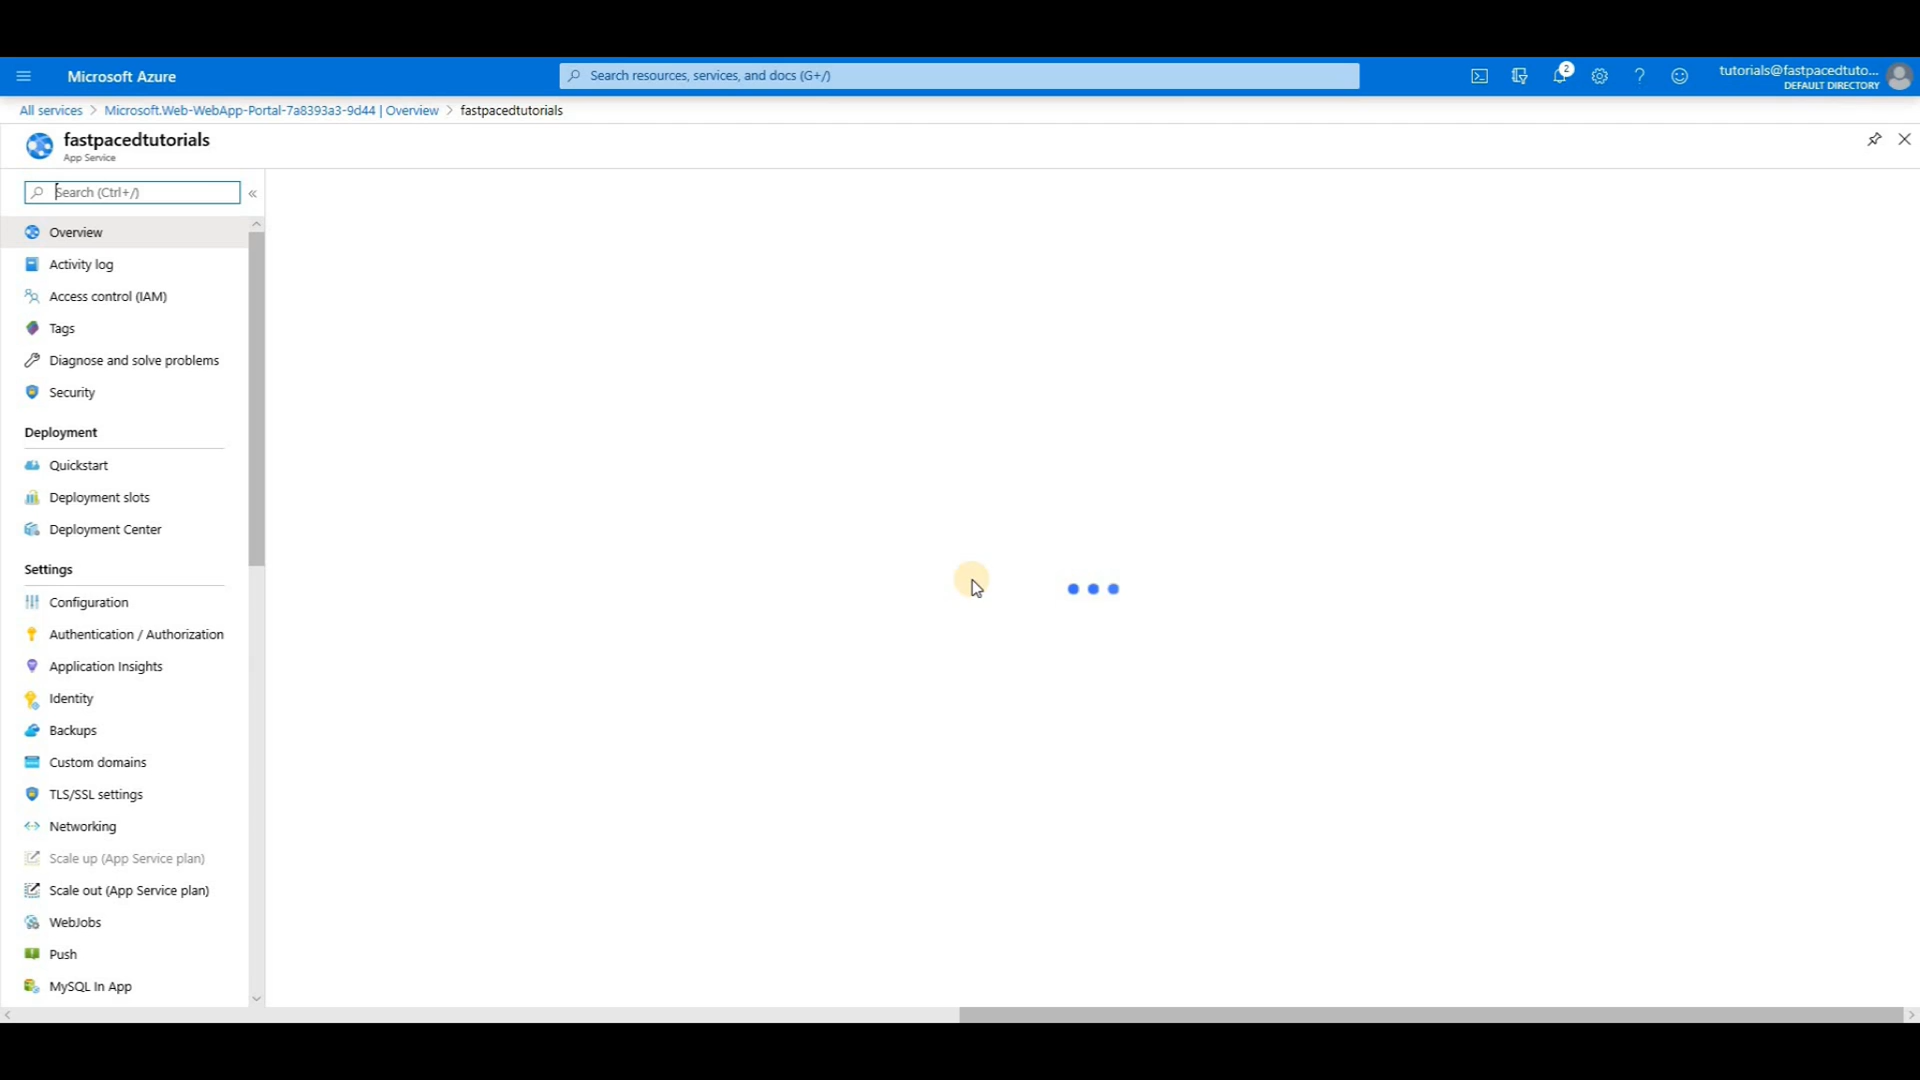 Microsoft Azure
Search resources, services, and docs (G+/)
2
tutorials@fastpacedtuto...
DEFAULT DIRECTORY
All services > Microsoft.Web-WebApp-Portal-7a8393a3-9d44 | Overview > fastpacedtutorials
fastpacedtutorials
App Service
Search (Ctrl+/)
Overview
Activity log
Access control (IAM)
Tags
Diagnose and solve problems
Security
Deployment
Quickstart
Deployment slots
Deployment Center
Settings
Configuration
Authentication / Authorization
Application Insights
Identity
Backups
Custom domains
TLS/SSL settings
Networking
Scale up (App Service plan)
Scale out (App Service plan)
WebJobs
Push
MySQL In App